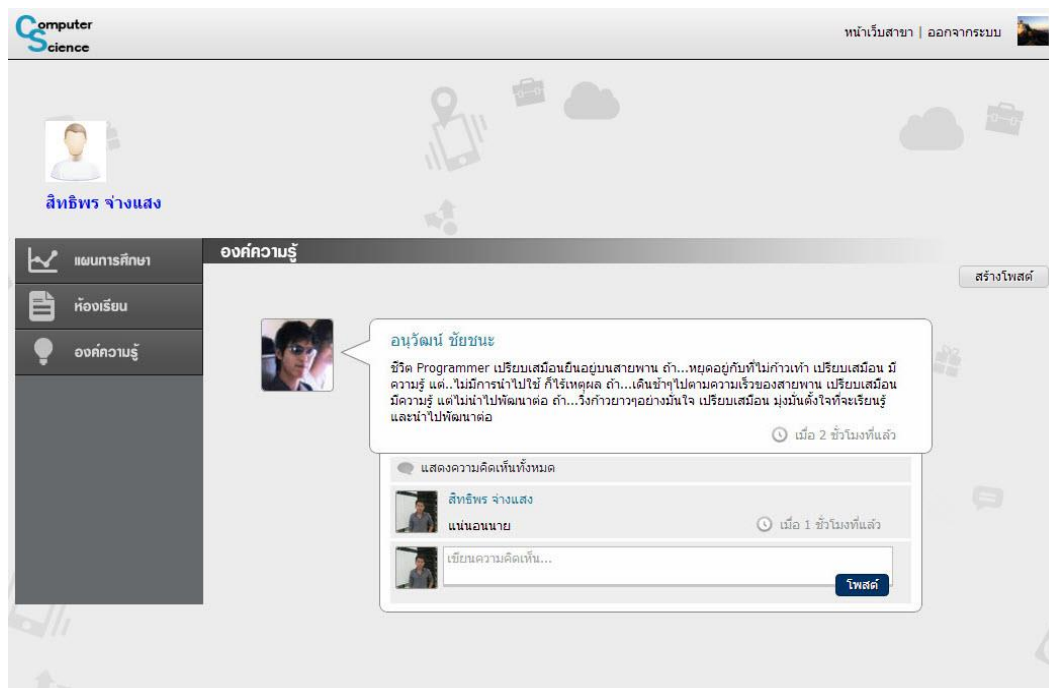 Computer
Science
หน้าเว็บสาขา | ออกจากระบบ
สิทธิพร จ่างแสง
แผนการศึกษา
ห้องเรียน
องค์ความรู้
องค์ความรู้
สร้างโพสต์
อนุวัฒน์ ชัยชนะ
ชีวิต Programmer เปรียบเสมือนยืนอยู่บนสายพาน ถ้า...หยุดอยู่กับที่ไม่ก้าวเท้า เปรียบเสมือน มี
ความรู้ แต่..ไม่มีการนำไปใช้ ก็ไร้เหตุผล ถ้า...เดินช้าๆไปตามความเร็วของสายพาน เปรียบเสมือน
มีความรู้ แต่ไม่นำไปพัฒนาต่อ ถ้า...วิ่งก้าวยาวๆอย่างมั่นใจ เปรียบเสมือน มุ่งมั่นตั้งใจที่จะเรียนรู้
และนำไปพัฒนาต่อ
เมื่อ 2 ชั่วโมงที่แล้ว
แสดงความคิดเห็นทั้งหมด
สิทธิพร จ่างแสง
แน่นอนนาย
เมื่อ 1 ชั่วโมงที่แล้ว
เขียนความคิดเห็น...
โพสต์